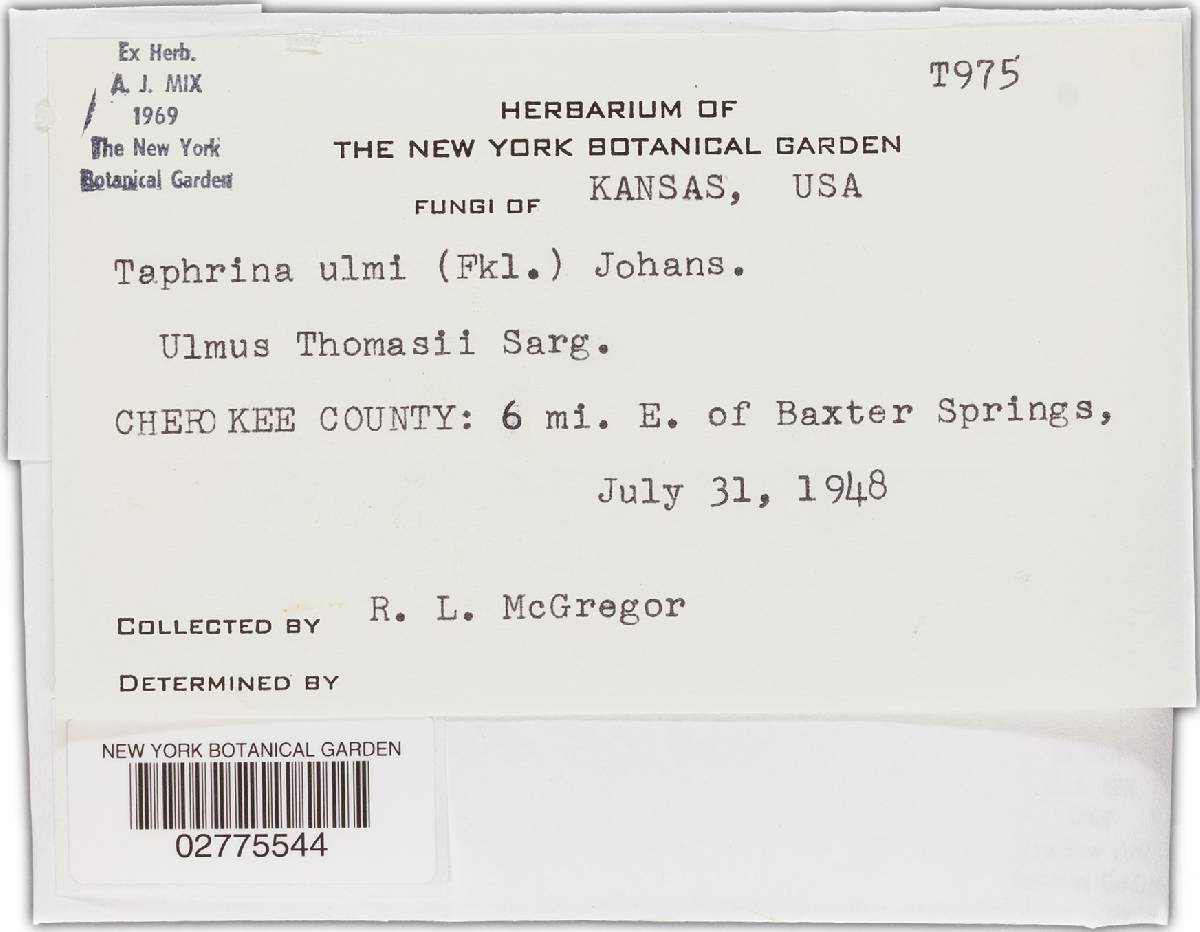 Ex Herb.
A. J. MIX
1969
The New York
Botanical Garden
T975
HERBARIUM OF
THE NEW YORK BOTANICAL GARDEN
FUNGI OF KANSAS, USA
Taphrina ulmi (Fkl.) Johans.
Ulmus Thomasii Sarg.
CHEROKEE COUNTY: 6 mi. E. of Baxter Springs,
July 31, 1948
COLLECTED BY R. L. McGregor
DETERMINED BY
NEW YORK BOTANICAL GARDEN
02775544